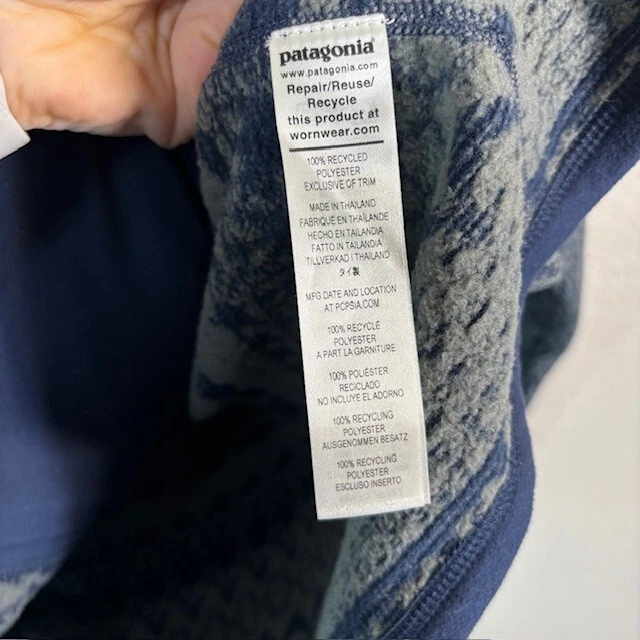 patagonia
www.patagonia.com
Repair/Reuse/
Recycle
this product at
wornwear.com
100% RECYCLED
POLYESTER
EXCLUSIVE OF TRIM
MADE IN THAILAND
FABRIQUÉ EN THAÏLANDE
HECHO EN TAILANDIA
FATTO IN TAILANDIA
TILLVERKAD I THAILAND
タイ製
MFG DATE AND LOCATION
AT PCPSIA.COM
100% RECYCLÉ
POLYESTER
A PART LA GARNITURE
100% POLIÉSTER
RECICLADO
NO INCLUYE EL ADORNO
100% RECYCLING
POLYESTER
AUSGENOMMEN BESATZ
100% RECYCLING
POLYESTER
ESCLUSO INSERTO